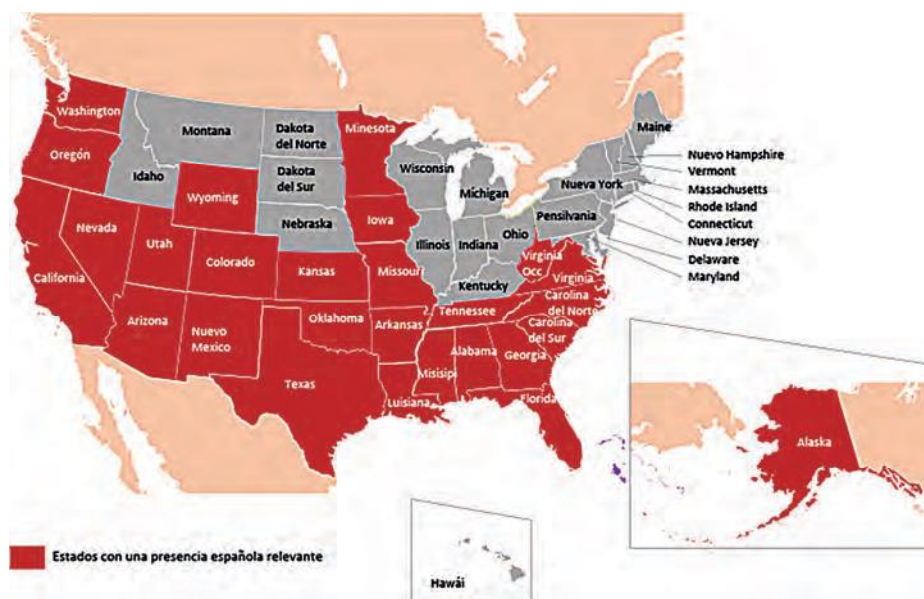 Washington
Montana
Dakota
del Norte
Minesota
Maine
Oregón
Idaho
Dakota
del Sur
Wisconsin
Michigan
Nuevo Hampshire
Vermont
Wyoming
Nueva York
Massachusetts
Rhode Island
Connecticut
Nebraska
Iowa
Pensilvania
Nueva Jersey
Nevada
Utah
Illinois
Indiana
Ohio
Delaware
Maryland
California
Colorado
Kansas
Missouri
Virginia
Occ
Virginia
Kentucky
Arizona
Nuevo
Mexico
Oklahoma
Arkansas
Tennessee
Carolina
del Norte
Carolina
del Sur
Texas
Misisipi
Alabama
Georgia
Luisiana
Florida
Alaska
Estados con una presencia española relevante
Hawái